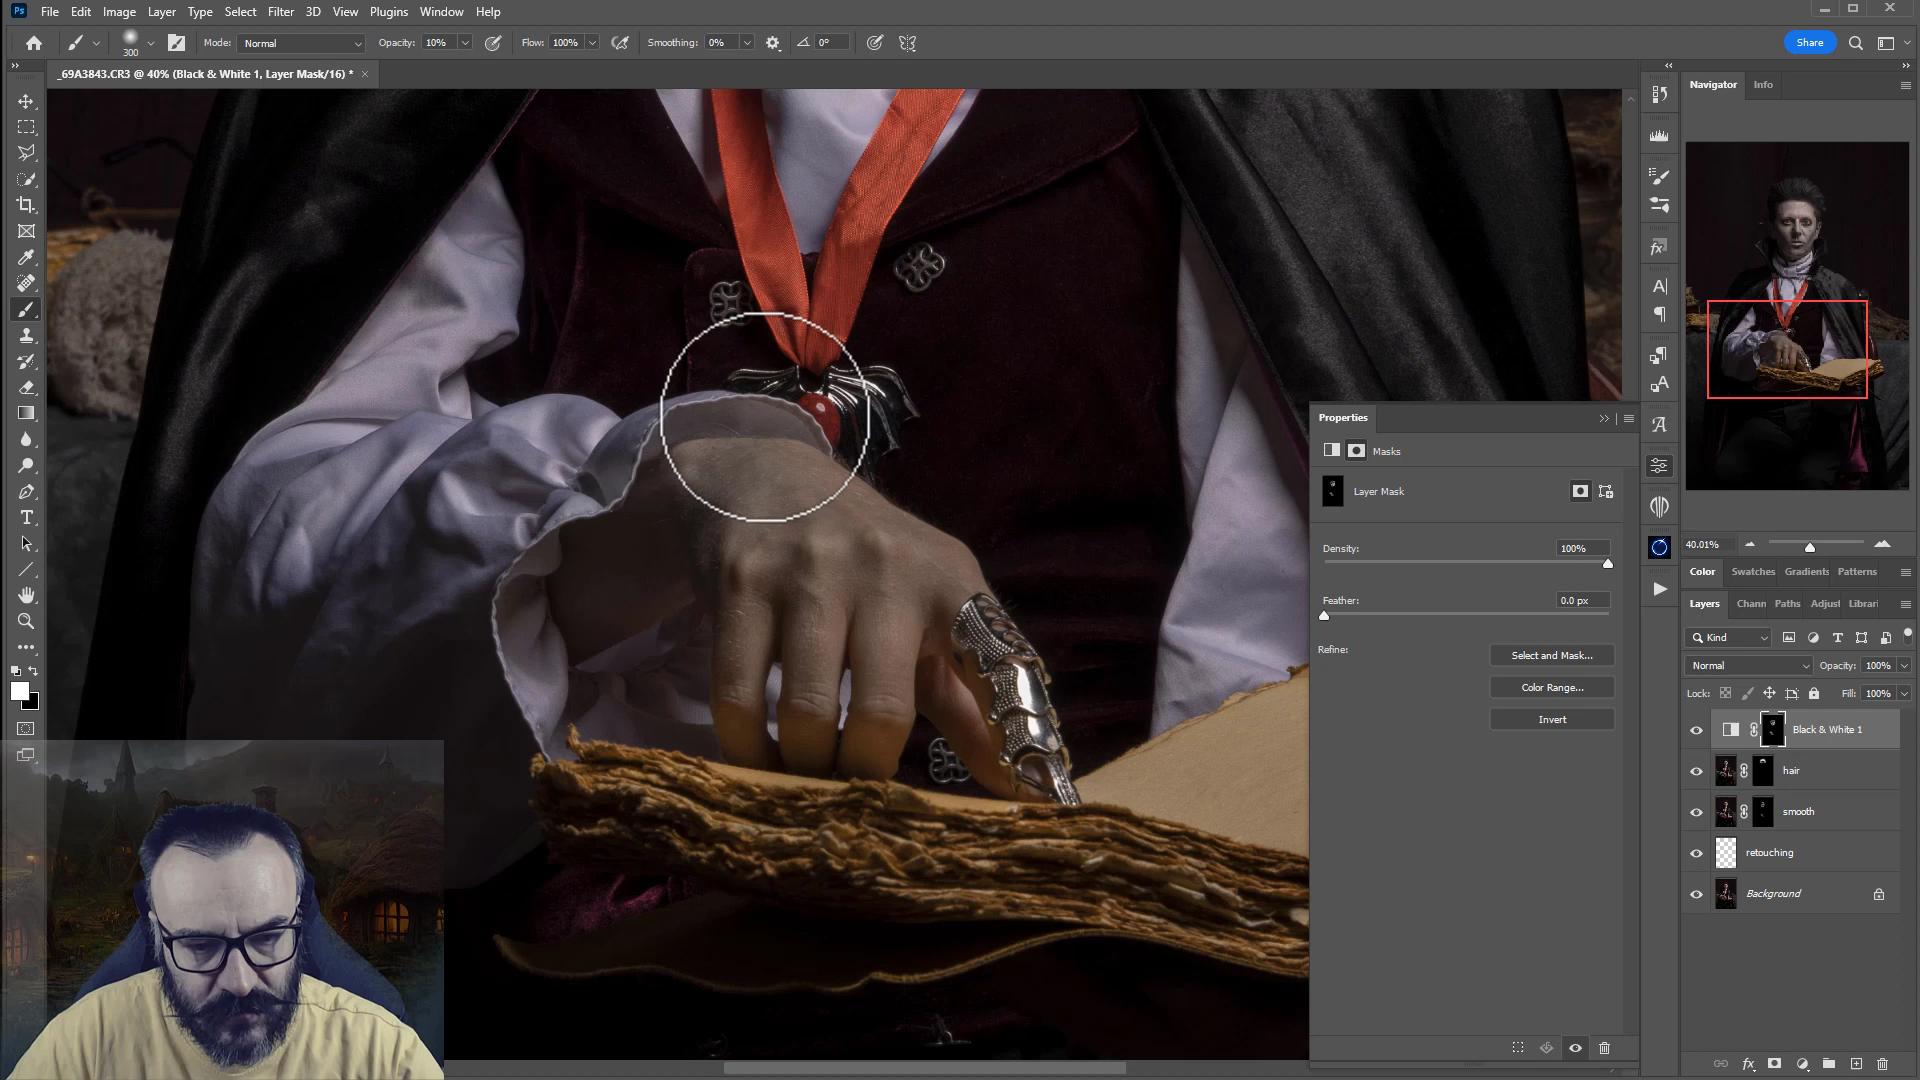 Ps File Edit Image Layer Type Select Filter 3D View Plugins Window Help
300 Mode: Normal Opacity: 10% Flow: 100% Smoothing: 0% 0° Share
_69A3843.CR3 @ 40% (Black & White 1, Layer Mask/16) * ×
Navigator Info
40.01%
Color Swatches Gradients Patterns
Layers Chann Paths Adjust Librari
Kind
Normal Opacity: 100%
Lock: Fill: 100%
Black & White 1
hair
smooth
retouching
Background
Properties
Masks
Layer Mask
Density: 100%
Feather: 0.0 px
Refine: Select and Mask...
Color Range...
Invert